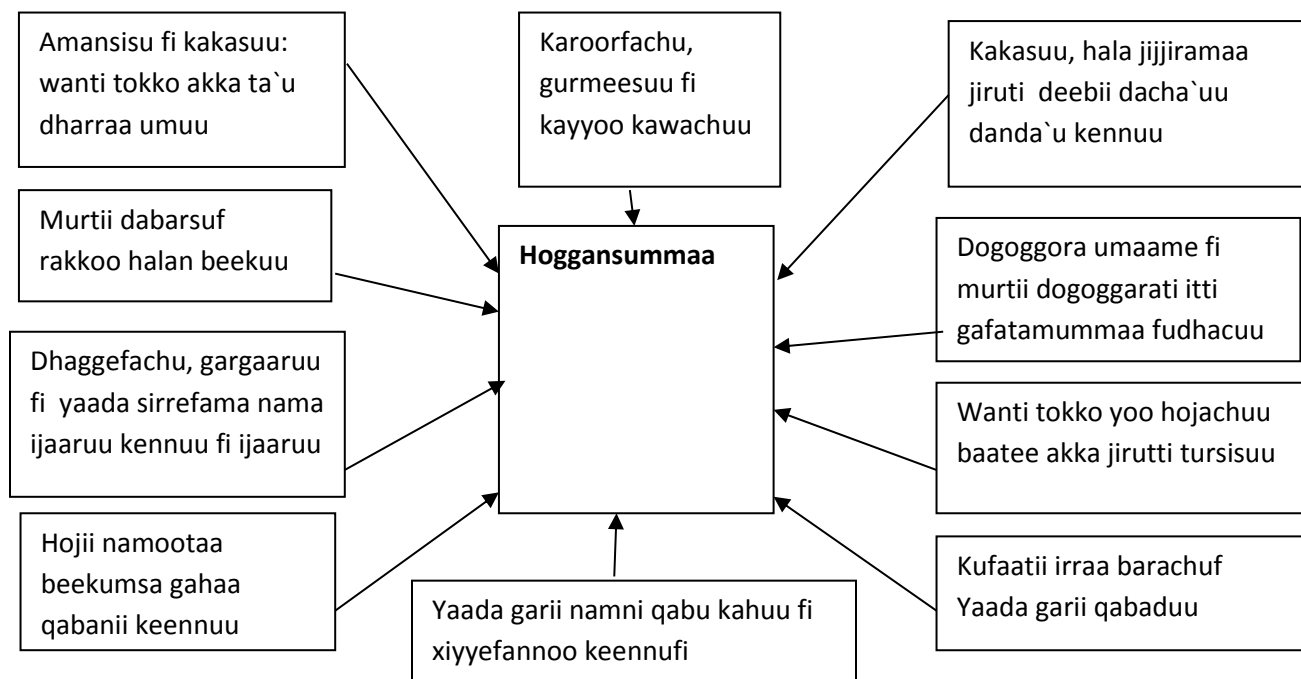 Amansisu fi kakasuu:
wanti tokko akka ta`u
dharraa umuu
Karoorfachu,
gurmeesuu fi
kayyoo kawachuu
Kakasuu, hala jijjiramaa
jiruti deebii dacha`uu
danda`u kennuu
Murtii dabarsuf
rakkoo halan beekuu
Hoggansummaa
Dogoggora umaame fi
murtii dogoggarati itti
gafatamummaa fudhacuu
Dhaggefachu, gargaaruu
fi yaada sirrefama nama
ijaaruu kennuu fi ijaaruu
Wanti tokko yoo hojachuu
baatee akka jirutti tursisuu
Hojii namootaa
beekumsa gahaa
qabanii keennuu
Yaada garii namni qabu kahuu fi
xiyyefannoo keennufi
Kufaatii irraa barachuf
Yaada garii qabaduu